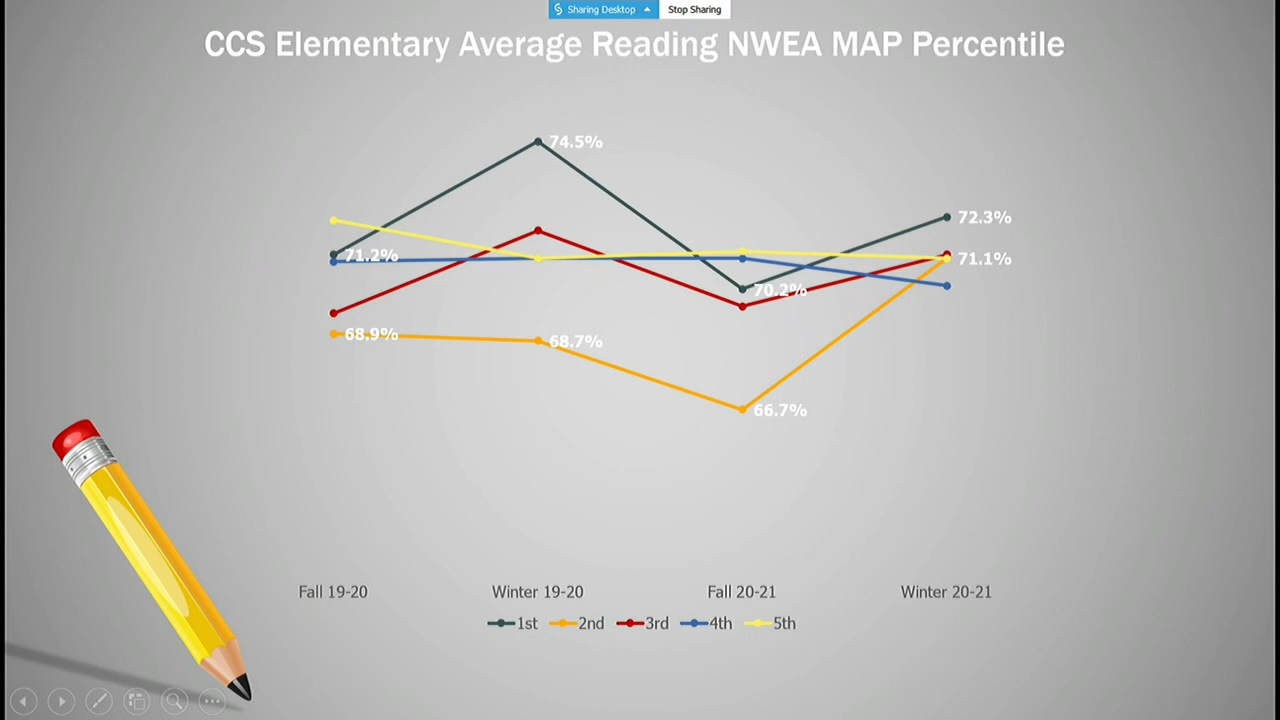 Sharing Desktop Stop Sharing
CCS Elementary Average Reading NWEA MAP Percentile
74.5%
72.3%
71.2%
71.1%
70.2%
68.9%
68.7%
66.7%
Fall 19-20 Winter 19-20 Fall 20-21 Winter 20-21
1st 2nd 3rd 4th 5th